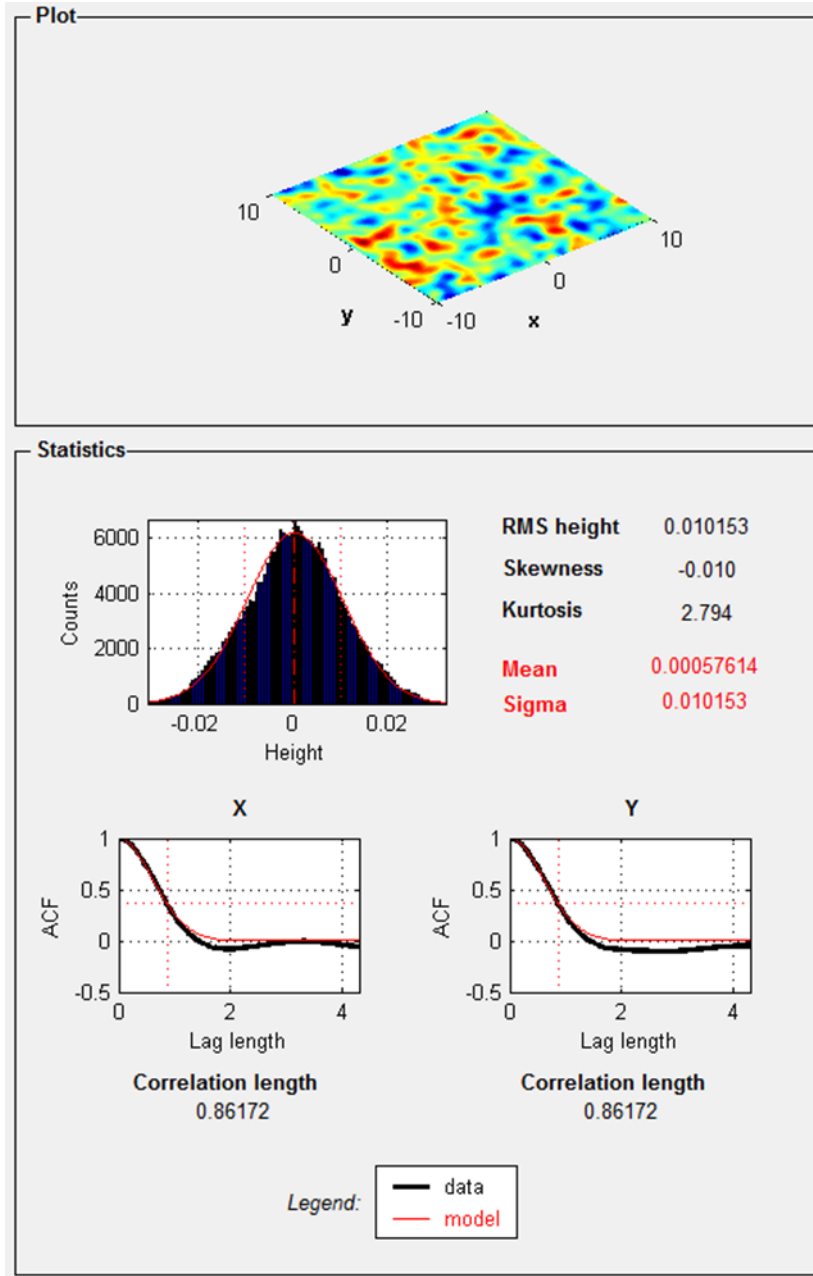 Plot
10
0
-10
y
-10
0
10
x
Statistics
6000
4000
2000
0
Counts
-0.02
0
0.02
Height
RMS height 0.010153
Skewness -0.010
Kurtosis 2.794
Mean 0.00057614
Sigma 0.010153
X
1
0.5
0
-0.5
ACF
0
2
4
Lag length
Correlation length
0.86172
Y
1
0.5
0
-0.5
ACF
0
2
4
Lag length
Correlation length
0.86172
Legend:
data
model